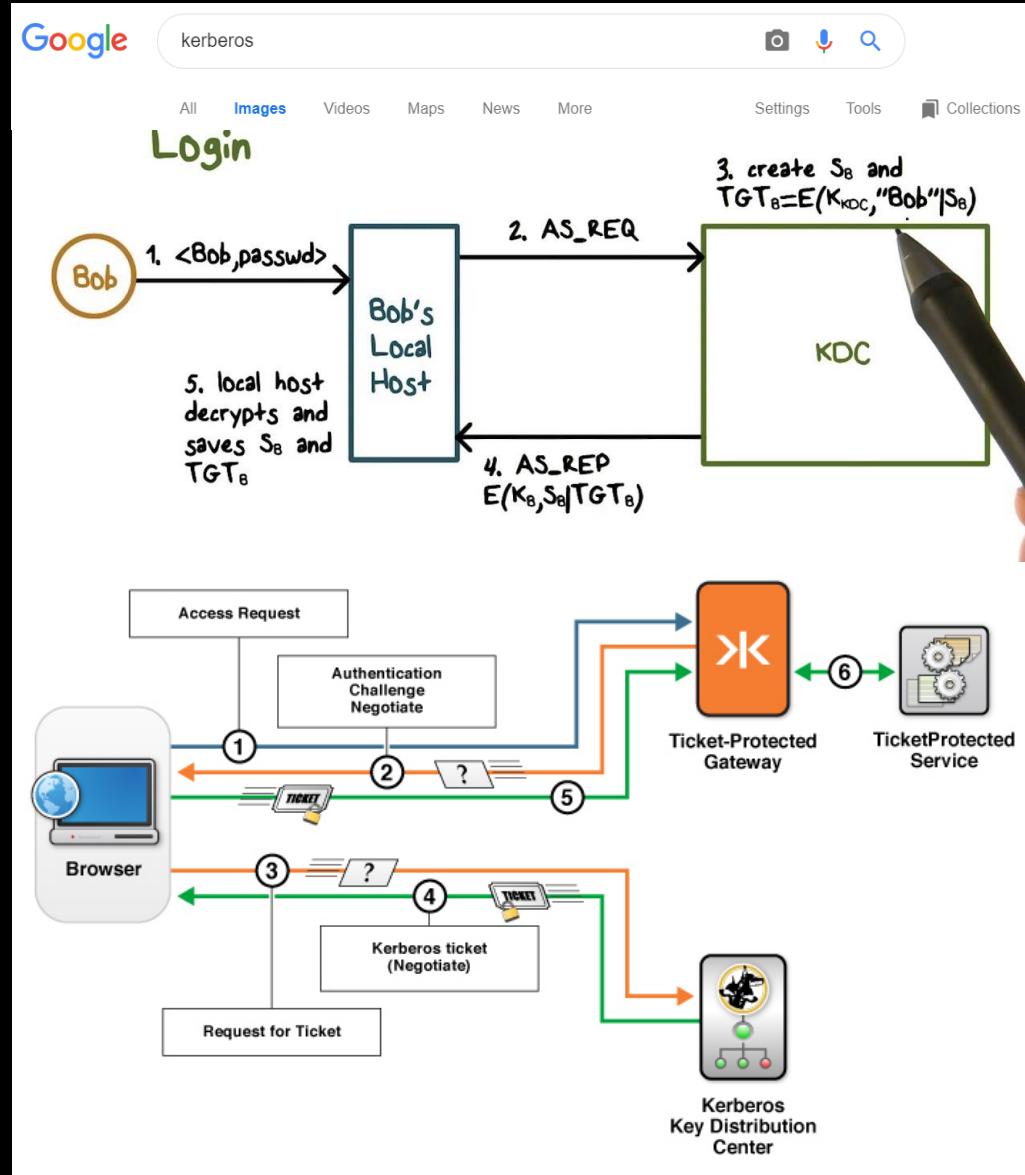 Google
kerberos
All Images Videos Maps News More Settings Tools Collections
Login
3. create SB and
TGTB=E(KKDC,"Bob"|SB)
2. AS_REQ
1. <Bob,passwd>
Bob
Bob's
Local
Host
KDC
5. local host
decrypts and
saves SB and
TGTB
4. AS_REP
E(KB,SB|TGTB)
Access Request
Authentication
Challenge
Negotiate
1
2
?
TICKET
5
6
Ticket-Protected
Gateway
TicketProtected
Service
Browser
3
?
4
TICKET
Kerberos ticket
(Negotiate)
Request for Ticket
Kerberos
Key Distribution
Center